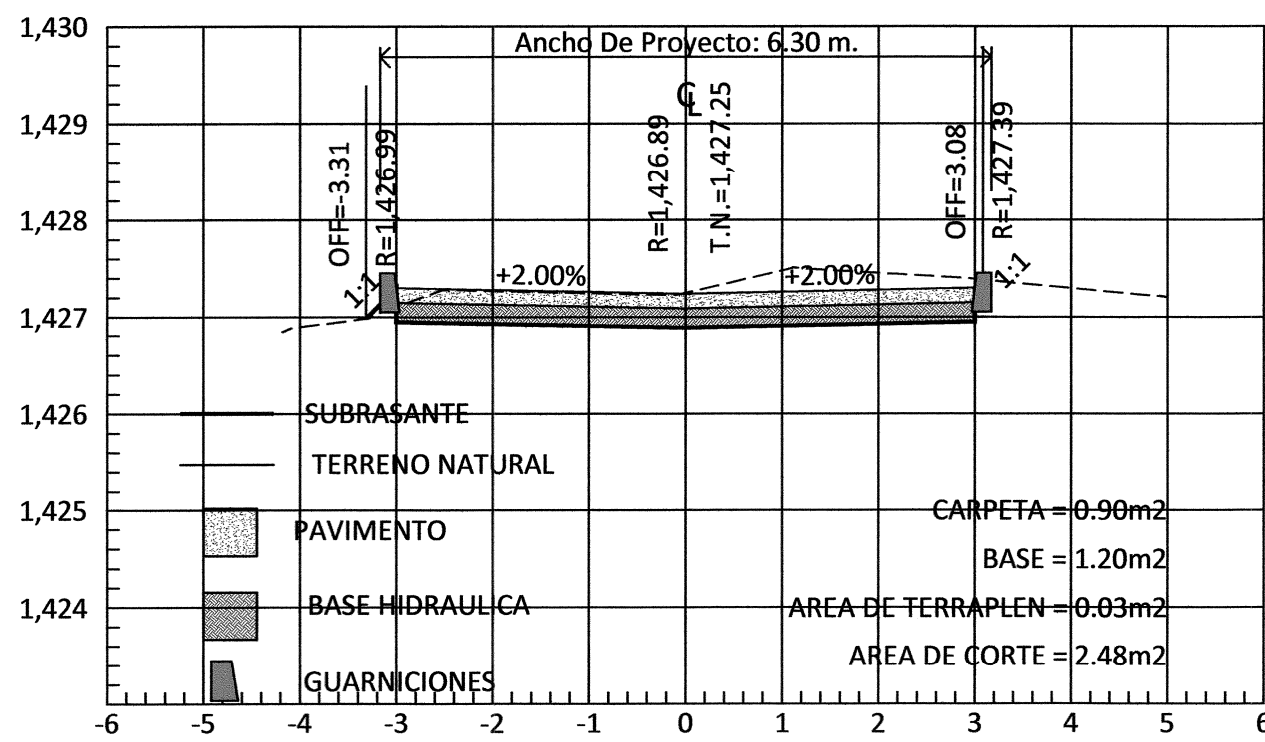 1,430
Ancho De Proyecto: 6.30 m.
CL
1,429
OFF=-3.31
R=1,426.99
R=1,426.89
T.N.=1,427.25
OFF=3.08
R=1,427.39
1,428
1:1
+2.00%
+2.00%
1:1
1,427
1,426
SUBRASANTE
TERRENO NATURAL
1,425
PAVIMENTO
CARPETA = 0.90m2
BASE = 1.20m2
1,424
BASE HIDRAULICA
AREA DE TERRAPLEN = 0.03m2
AREA DE CORTE = 2.48m2
GUARNICIONES
-6 -5 -4 -3 -2 -1 0 1 2 3 4 5 6